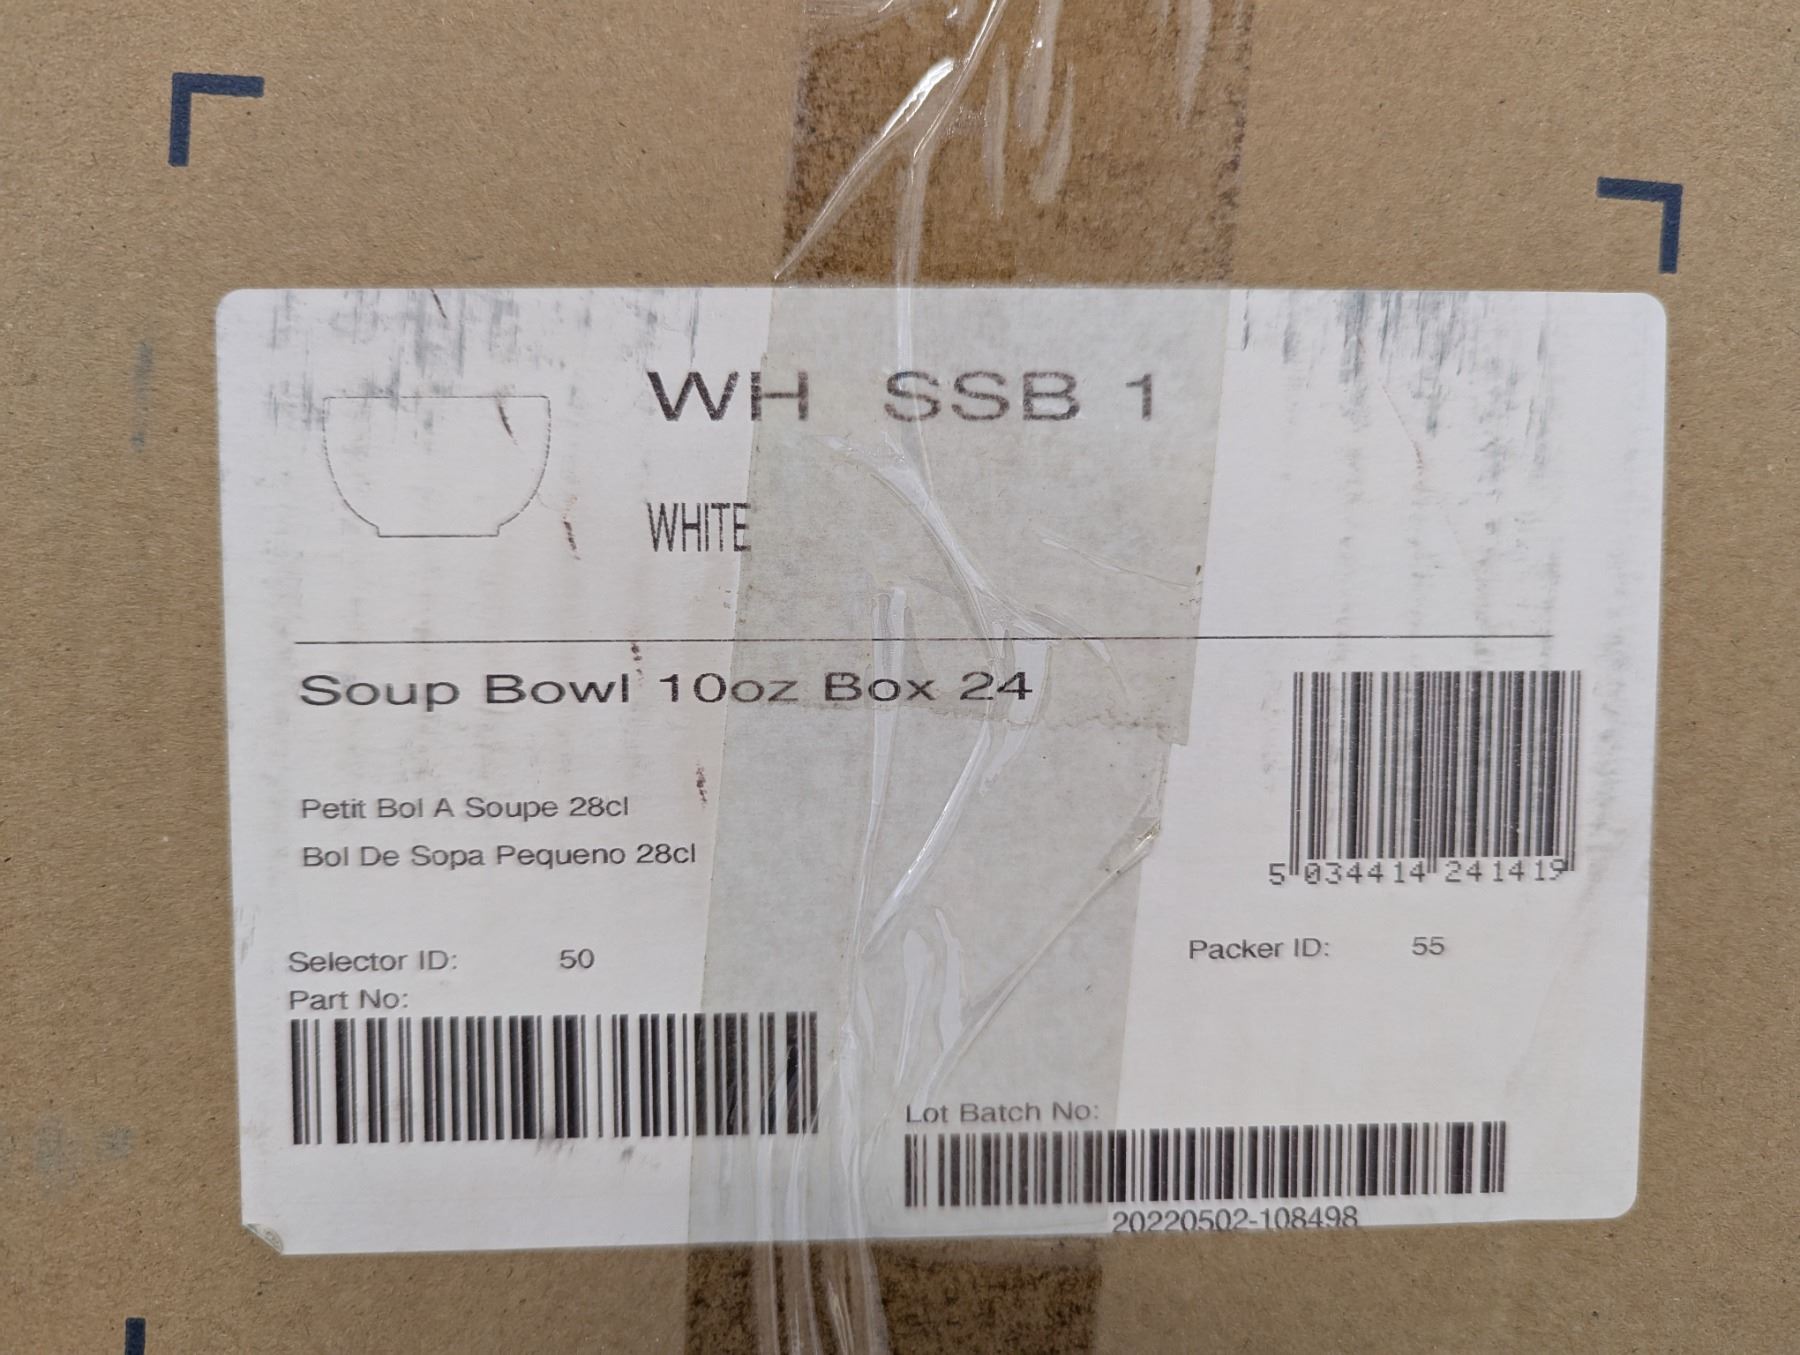 WH SSB 1
WHITE
Soup Bowl 10oz Box 24
Petit Bol A Soupe 28cl
Bol De Sopa Pequeno 28cl
5 034414 241419
Selector ID: 50
Packer ID: 55
Part No:
Lot Batch No:
20220502-108498